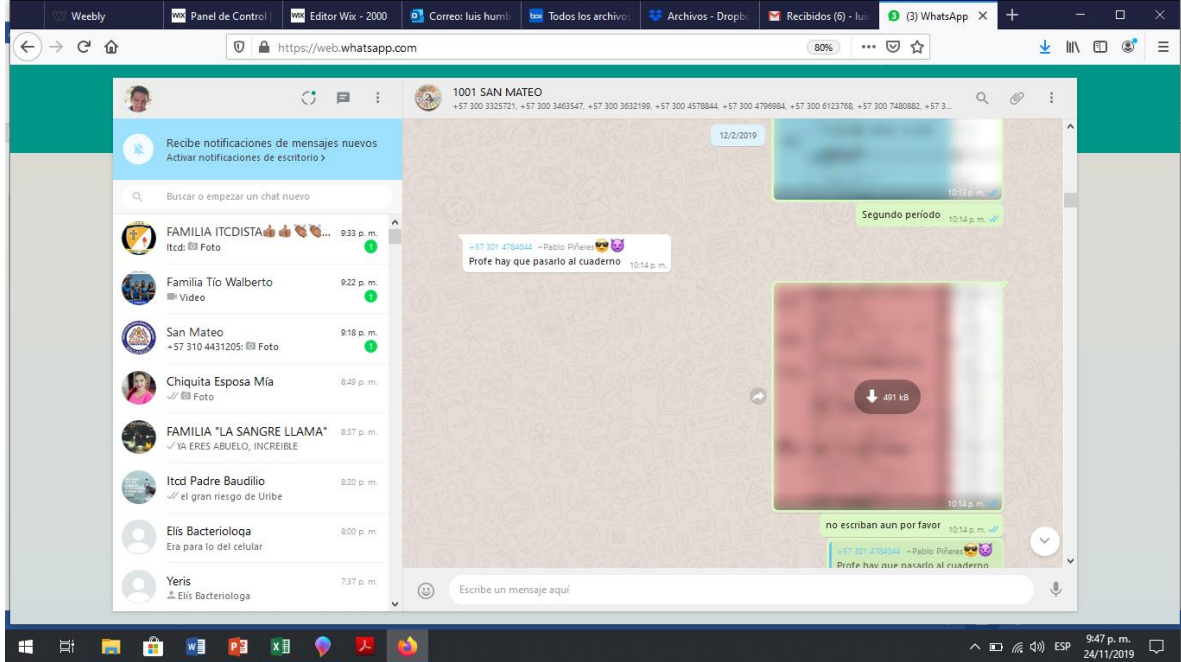 Weebly
WIX Panel de Control |
WIX Editor Wix - 2000
Correo: luis humb
box Todos los archivos
Archivos - Dropbo
Recibidos (6) - lui
(3) WhatsApp
https://web.whatsapp.com
80%
1001 SAN MATEO
+57 300 3325721, +57 300 3463547, +57 300 3632199, +57 300 4578844, +57 300 4796984, +57 300 6123768, +57 300 7480882, +57 3...
Recibe notificaciones de mensajes nuevos
Activar notificaciones de escritorio >
Buscar o empezar un chat nuevo
FAMILIA ITCDISTA👍👍👏👏... 9:33 p. m.
Itcd: Foto 1
Familia Tío Walberto 9:22 p. m.
Video 1
San Mateo 9:18 p. m.
+57 310 4431205: Foto 1
Chiquita Esposa Mía 8:49 p. m.
Foto
FAMILIA "LA SANGRE LLAMA" 8:37 p. m.
YA ERES ABUELO, INCREIBLE
Itcd Padre Baudilio 8:20 p. m.
el gran riesgo de Uribe
Elís Bacterióloga 8:00 p. m.
Era para lo del celular
Yeris 7:37 p. m.
Elís Bacteriologa
12/2/2019
10:13 p. m.
Segundo período 10:14 p. m.
+57 301 4784044 ~Pablo Piñeres😎😈
Profe hay que pasarlo al cuaderno 10:14 p. m.
491 kB
10:14 p. m.
no escriban aun por favor 10:14 p. m.
+57 301 4784044 ~Pablo Piñeres😎😈
Profe hay que pasarlo al cuaderno
Escribe un mensaje aquí
ESP
9:47 p. m.
24/11/2019